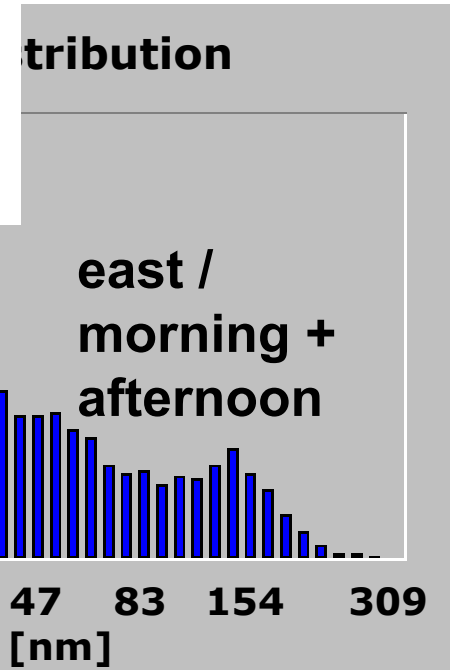 tribution
east /
morning +
afternoon
47 83 154 309
[nm]